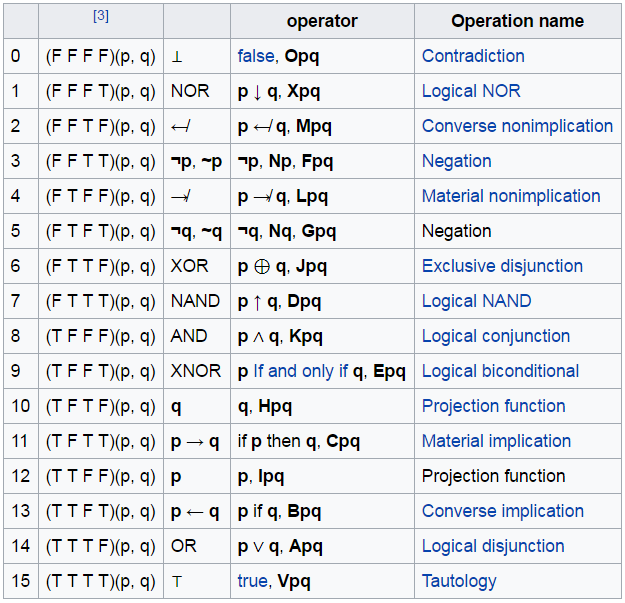 [3] operator Operation name
0 (F F F F)(p, q) ⊥ false, Opq Contradiction
1 (F F F T)(p, q) NOR p ↓ q, Xpq Logical NOR
2 (F F T F)(p, q) ↚ p ↚ q, Mpq Converse nonimplication
3 (F F T T)(p, q) ¬p, ~p ¬p, Np, Fpq Negation
4 (F T F F)(p, q) ↛ p ↛ q, Lpq Material nonimplication
5 (F T F T)(p, q) ¬q, ~q ¬q, Nq, Gpq Negation
6 (F T T F)(p, q) XOR p ⊕ q, Jpq Exclusive disjunction
7 (F T T T)(p, q) NAND p ↑ q, Dpq Logical NAND
8 (T F F F)(p, q) AND p ∧ q, Kpq Logical conjunction
9 (T F F T)(p, q) XNOR p If and only if q, Epq Logical biconditional
10 (T F T F)(p, q) q q, Hpq Projection function
11 (T F T T)(p, q) p → q if p then q, Cpq Material implication
12 (T T F F)(p, q) p p, Ipq Projection function
13 (T T F T)(p, q) p ← q p if q, Bpq Converse implication
14 (T T T F)(p, q) OR p ∨ q, Apq Logical disjunction
15 (T T T T)(p, q) ⊤ true, Vpq Tautology